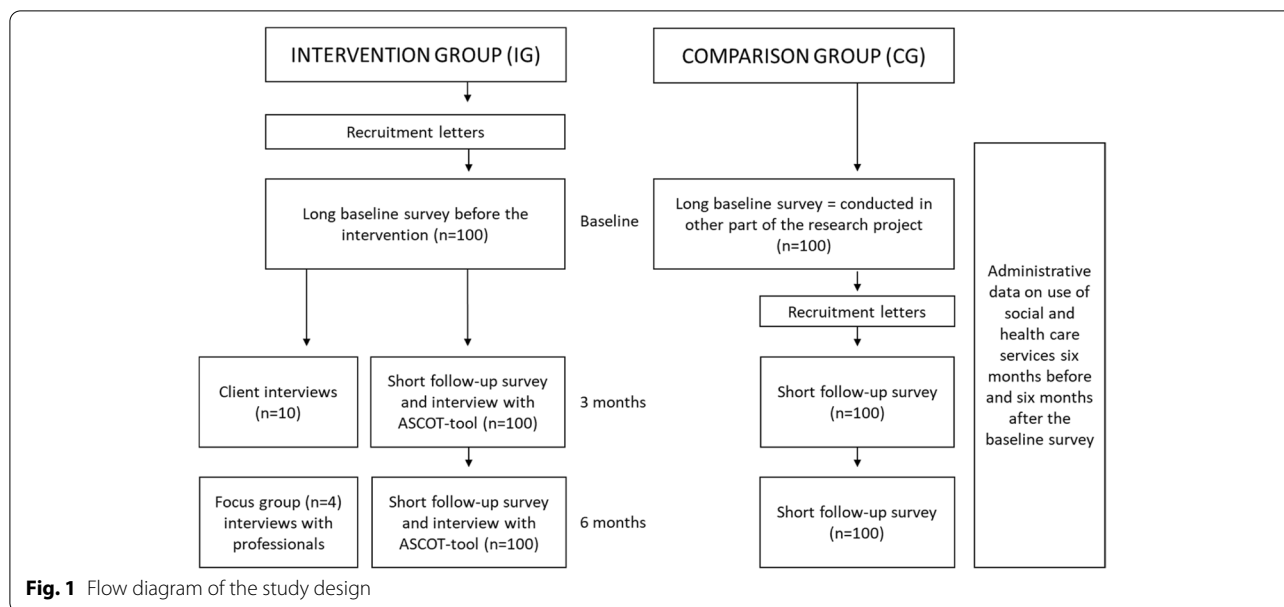 INTERVENTION GROUP (IG)
COMPARISON GROUP (CG)
Recruitment letters
Long baseline survey before the
intervention (n=100)
Baseline
Long baseline survey = conducted in
other part of the research project
(n=100)
Recruitment letters
Client interviews
(n=10)
Short follow-up survey
and interview with
ASCOT-tool (n=100)
3 months
Short follow-up survey
(n=100)
Focus group (n=4)
interviews with
professionals
Short follow-up survey
and interview with
ASCOT-tool (n=100)
6 months
Short follow-up survey
(n=100)
Administrative
data on use of
social and
health care
services six
months before
and six months
after the
baseline survey
Fig. 1 Flow diagram of the study design